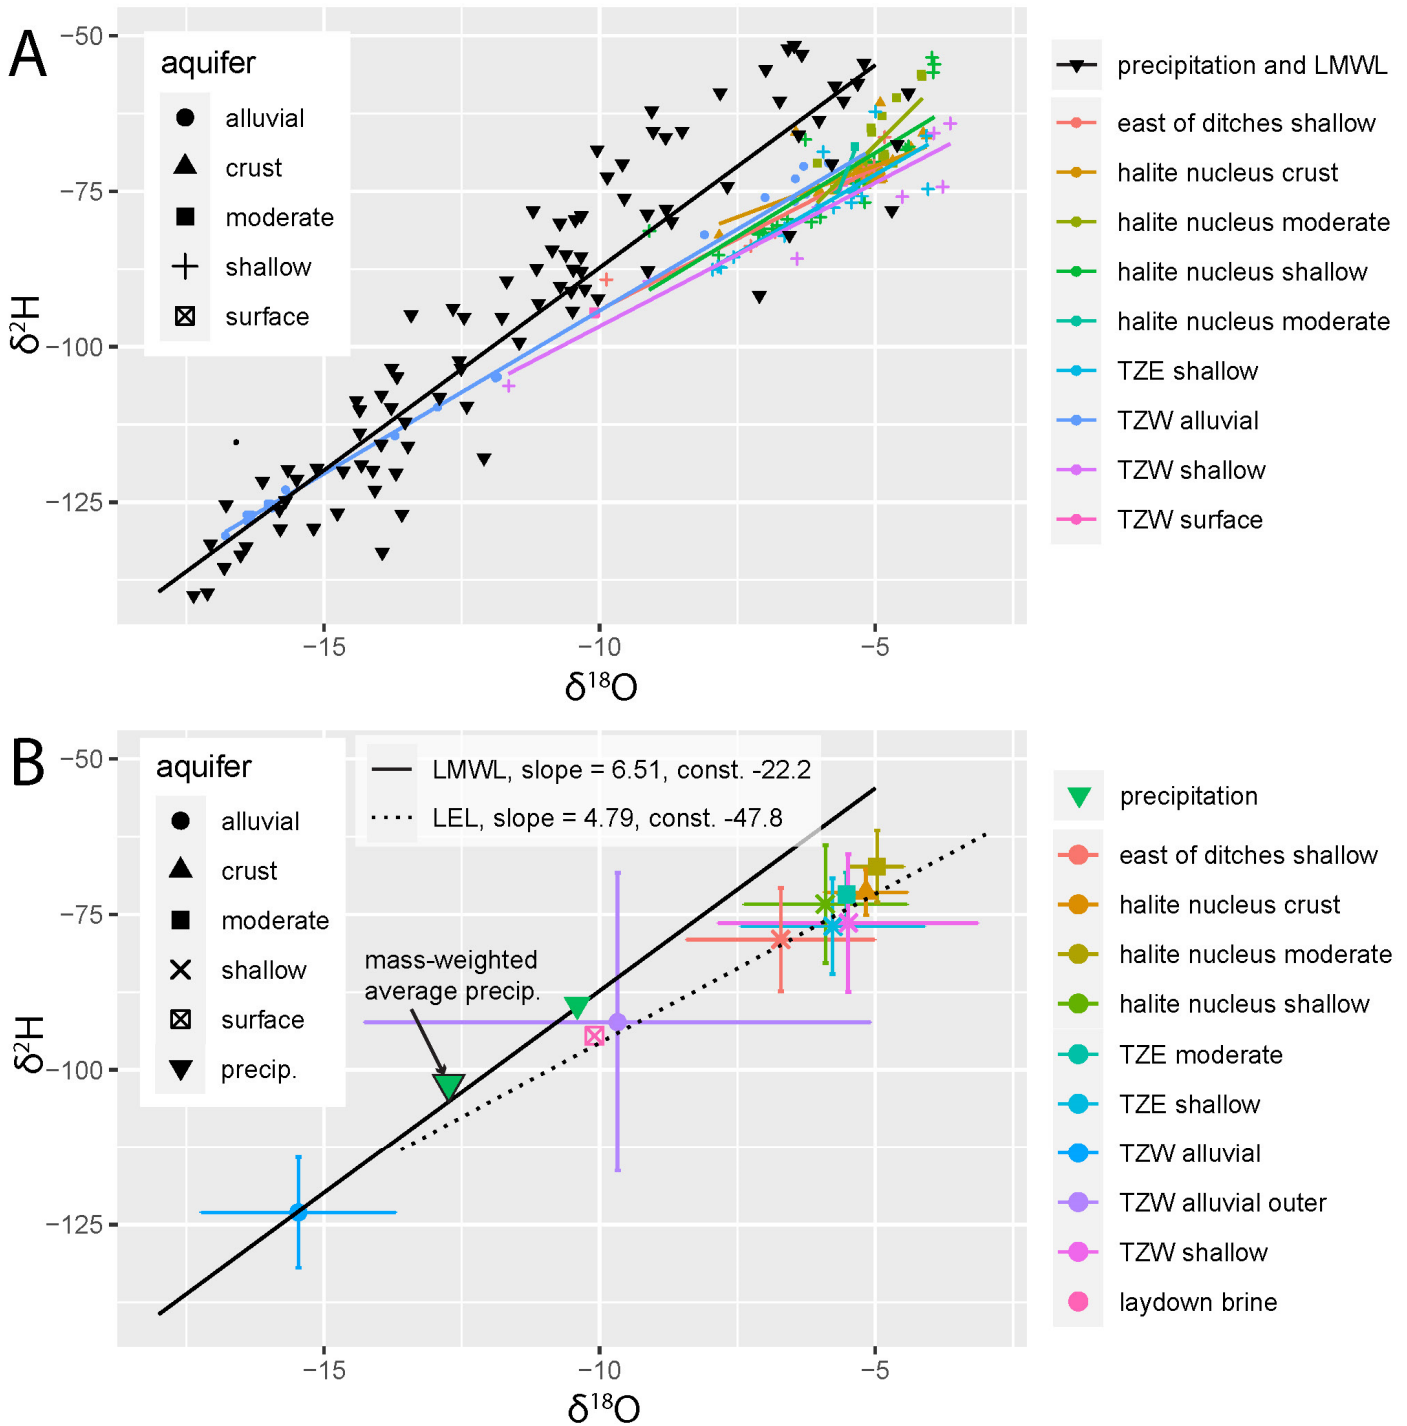 A
aquifer
alluvial
crust
moderate
shallow
surface
−50
−75
−100
−125
δ²H
−15
−10
−5
δ¹⁸O
precipitation and LMWL
east of ditches shallow
halite nucleus crust
halite nucleus moderate
halite nucleus shallow
halite nucleus moderate
TZE shallow
TZW alluvial
TZW shallow
TZW surface
B
aquifer
alluvial
crust
moderate
shallow
surface
precip.
LMWL, slope = 6.51, const. -22.2
LEL, slope = 4.79, const. -47.8
mass-weighted
average precip.
−50
−75
−100
−125
δ²H
−15
−10
−5
δ¹⁸O
precipitation
east of ditches shallow
halite nucleus crust
halite nucleus moderate
halite nucleus shallow
TZE moderate
TZE shallow
TZW alluvial
TZW alluvial outer
TZW shallow
laydown brine